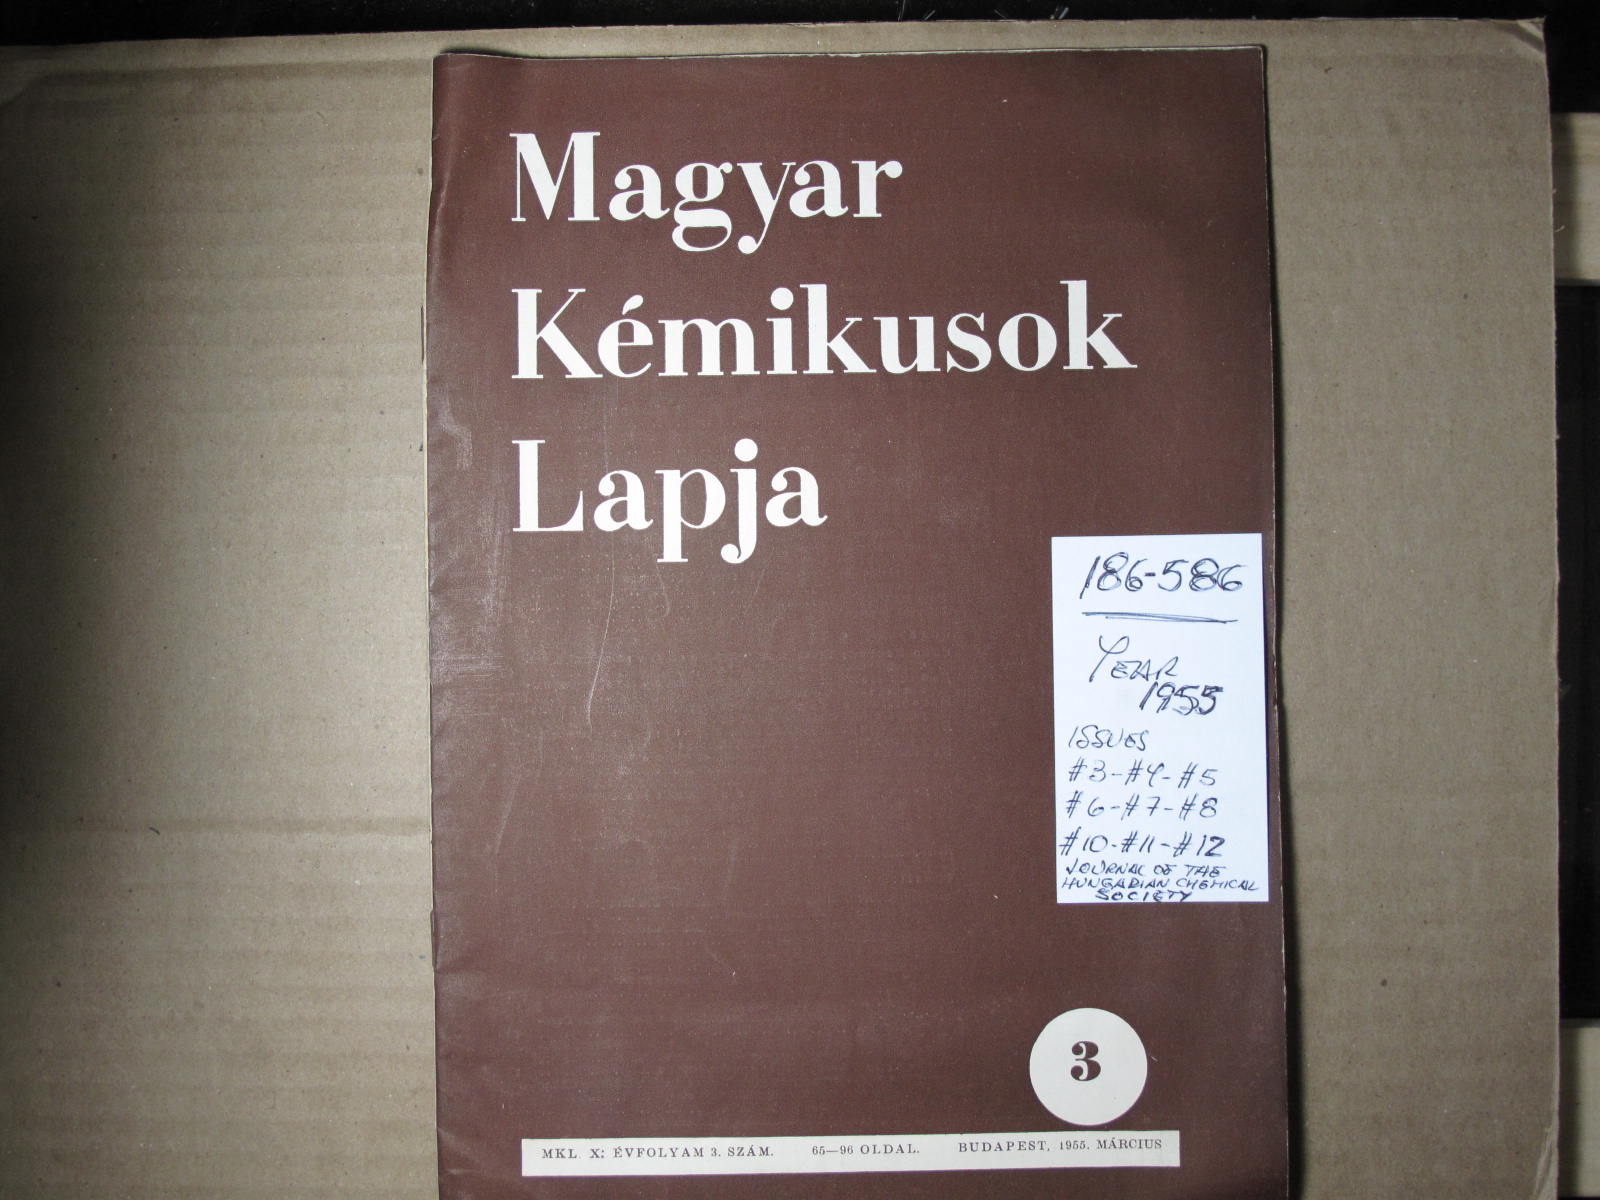 Magyar
Kémikusok
Lapja
186-586
YEAR
1955
ISSUES
#3-#4-#5
#6-#7-#8
#10-#11-#12
JOURNAL OF THE
HUNGARIAN CHEMICAL
SOCIETY
3
MKL. X. ÉVFOLYAM 3. SZÁM. 65—96 OLDAL. BUDAPEST, 1955. MÁRCIUS